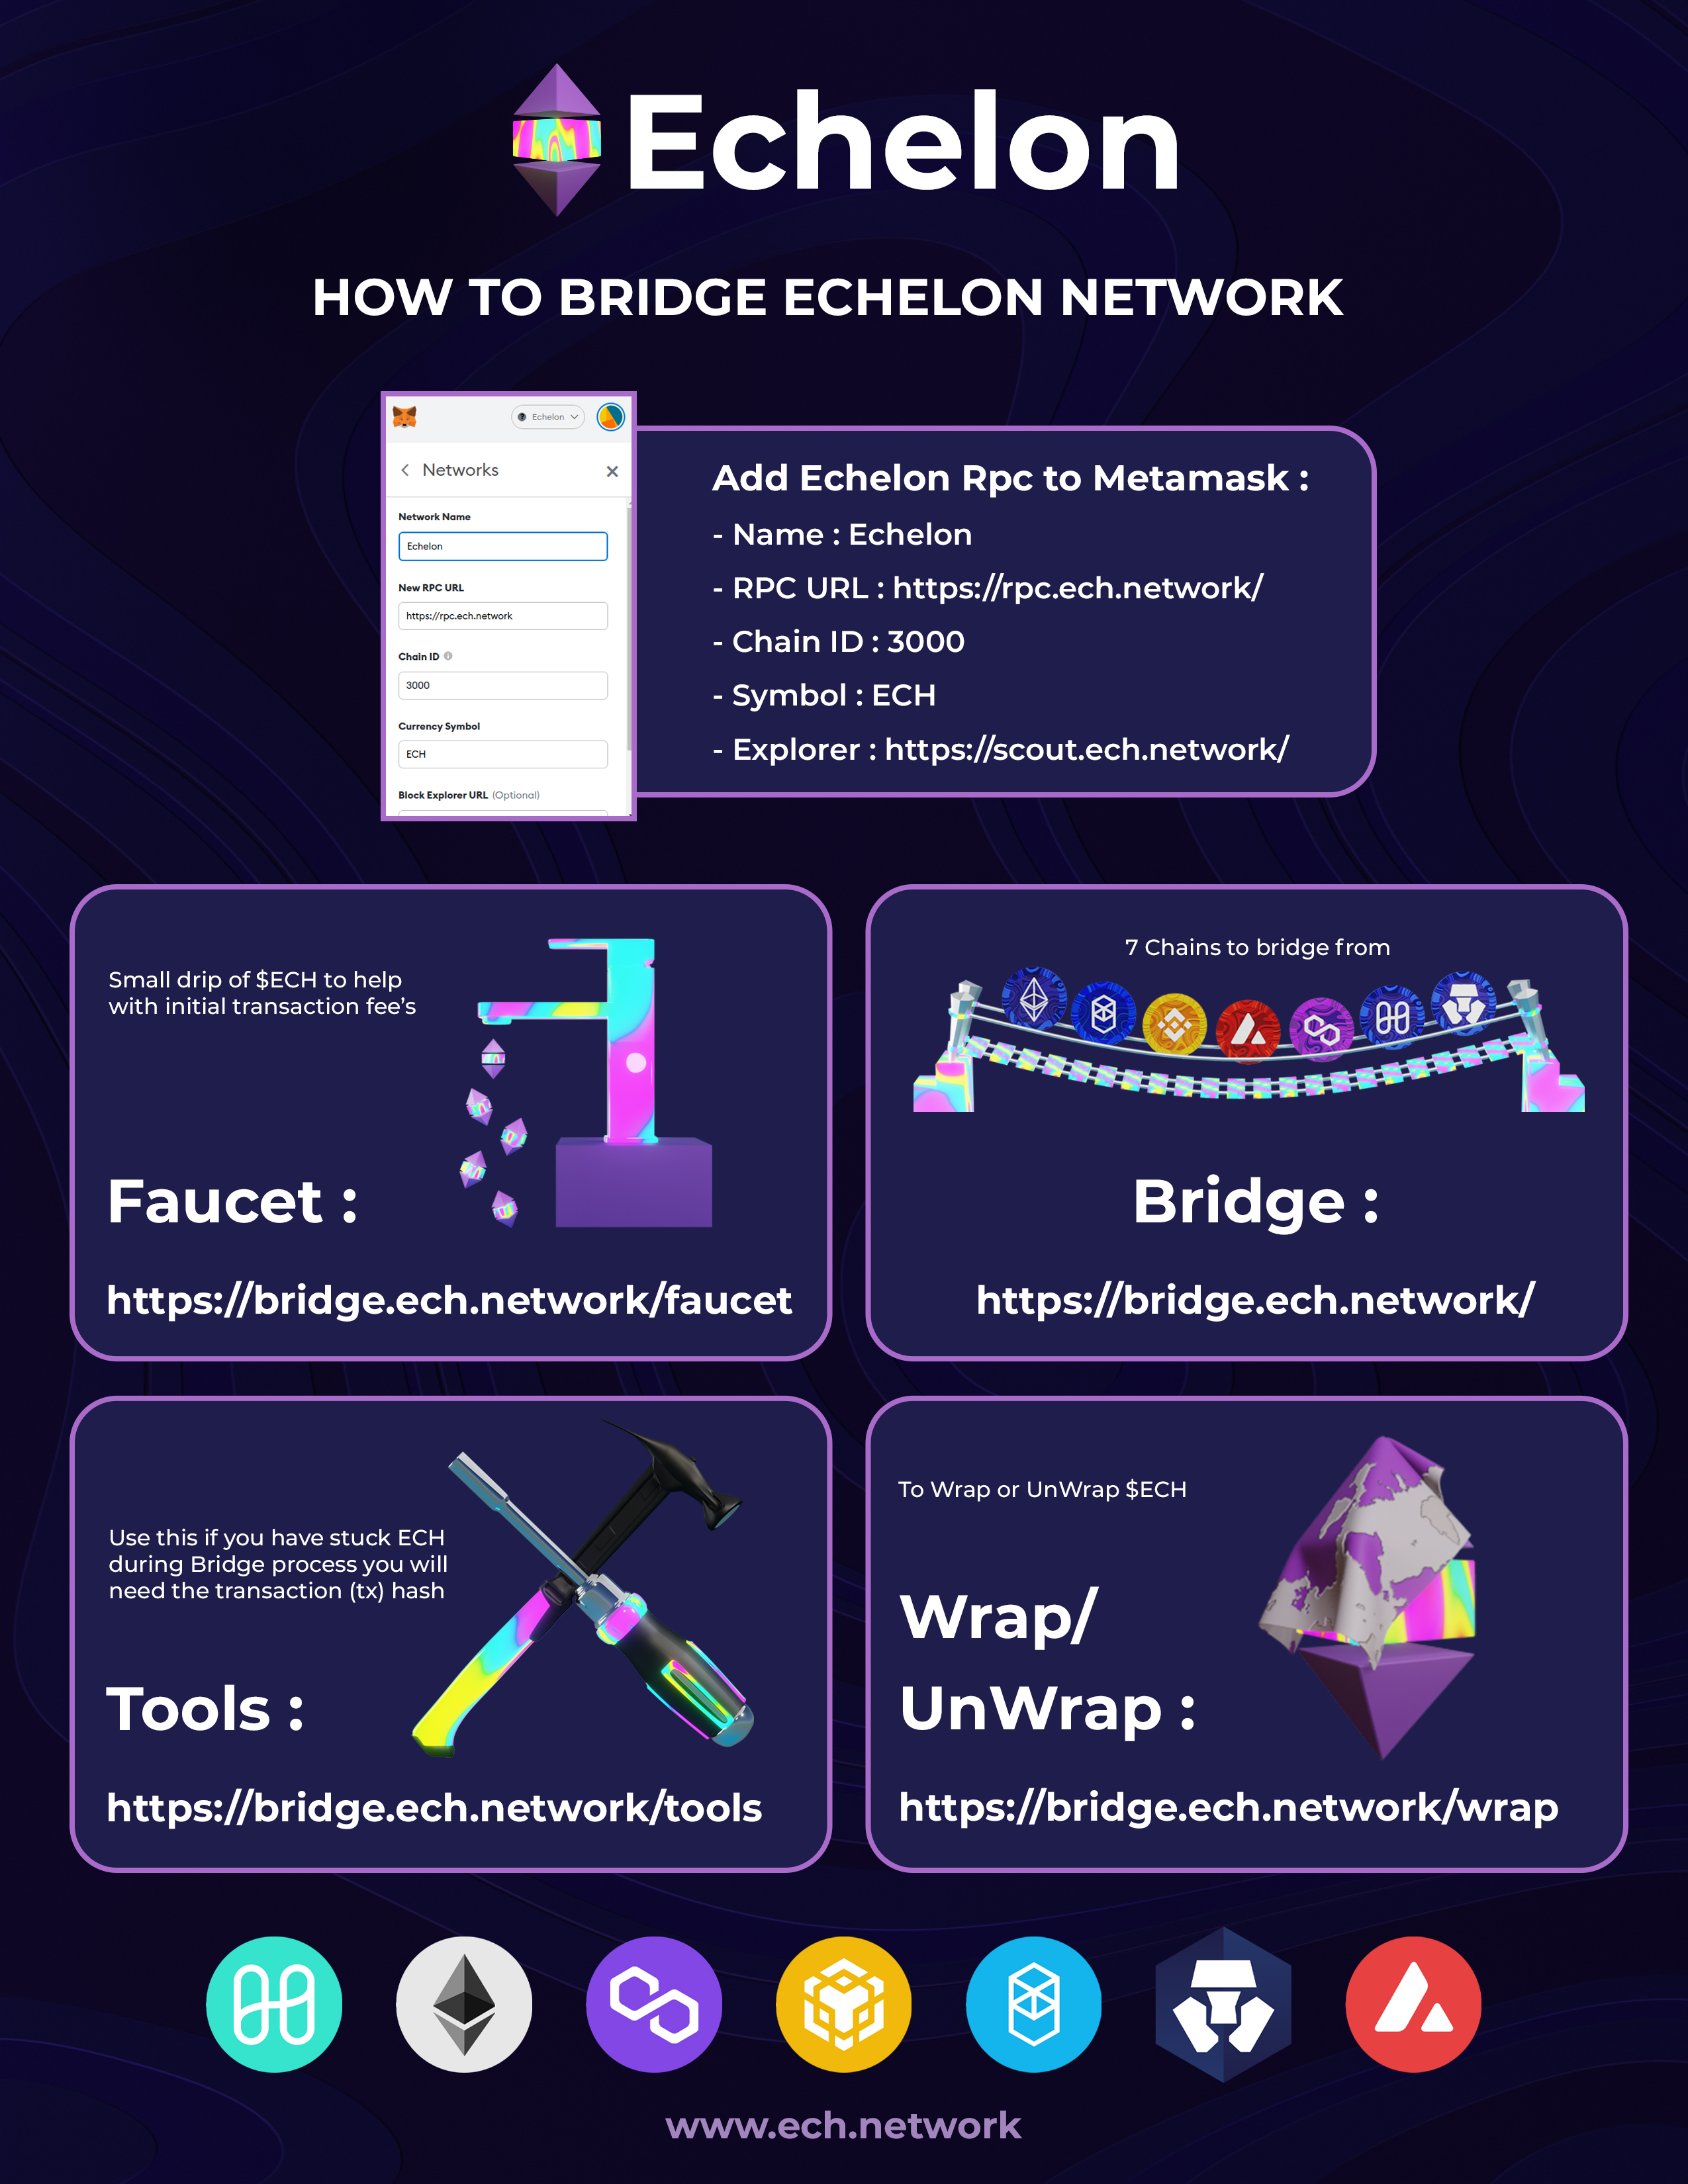 Echelon
HOW TO BRIDGE ECHELON NETWORK
Echelon
Networks
Network Name
Echelon
New RPC URL
https://rpc.ech.network
Chain ID
3000
Currency Symbol
ECH
Block Explorer URL (Optional)
Add Echelon Rpc to Metamask :
- Name : Echelon
- RPC URL : https://rpc.ech.network/
- Chain ID : 3000
- Symbol : ECH
- Explorer : https://scout.ech.network/
Small drip of $ECH to help
with initial transaction fee's
Faucet :
https://bridge.ech.network/faucet
7 Chains to bridge from
Bridge :
https://bridge.ech.network/
Use this if you have stuck ECH
during Bridge process you will
need the transaction (tx) hash
Tools :
https://bridge.ech.network/tools
To Wrap or UnWrap $ECH
Wrap/
UnWrap :
https://bridge.ech.network/wrap
www.ech.network